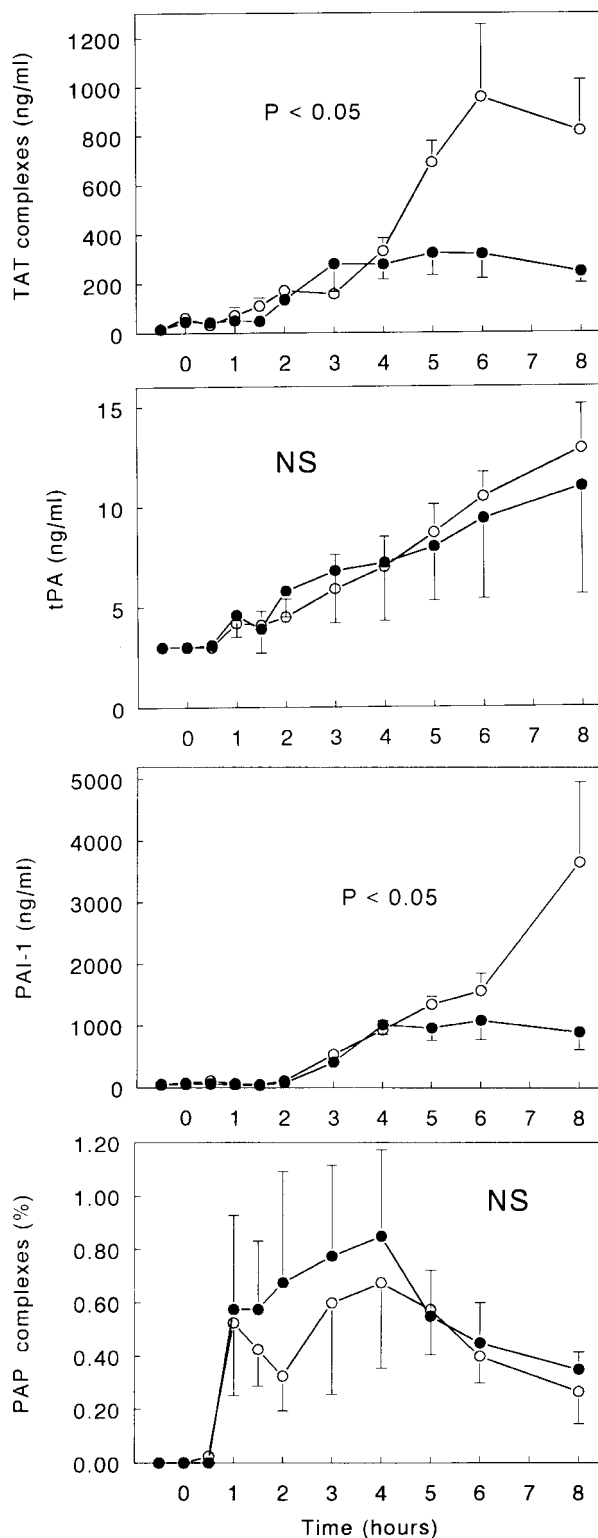 TAT complexes (ng/ml)
1200
1000
800
600
400
200
0
P < 0.05
0 1 2 3 4 5 6 7 8
tPA (ng/ml)
15
10
5
0
NS
0 1 2 3 4 5 6 7 8
PAI-1 (ng/ml)
5000
4000
3000
2000
1000
0
P < 0.05
0 1 2 3 4 5 6 7 8
PAP complexes (%)
1.20
1.00
0.80
0.60
0.40
0.20
0.00
NS
0 1 2 3 4 5 6 7 8
Time (hours)